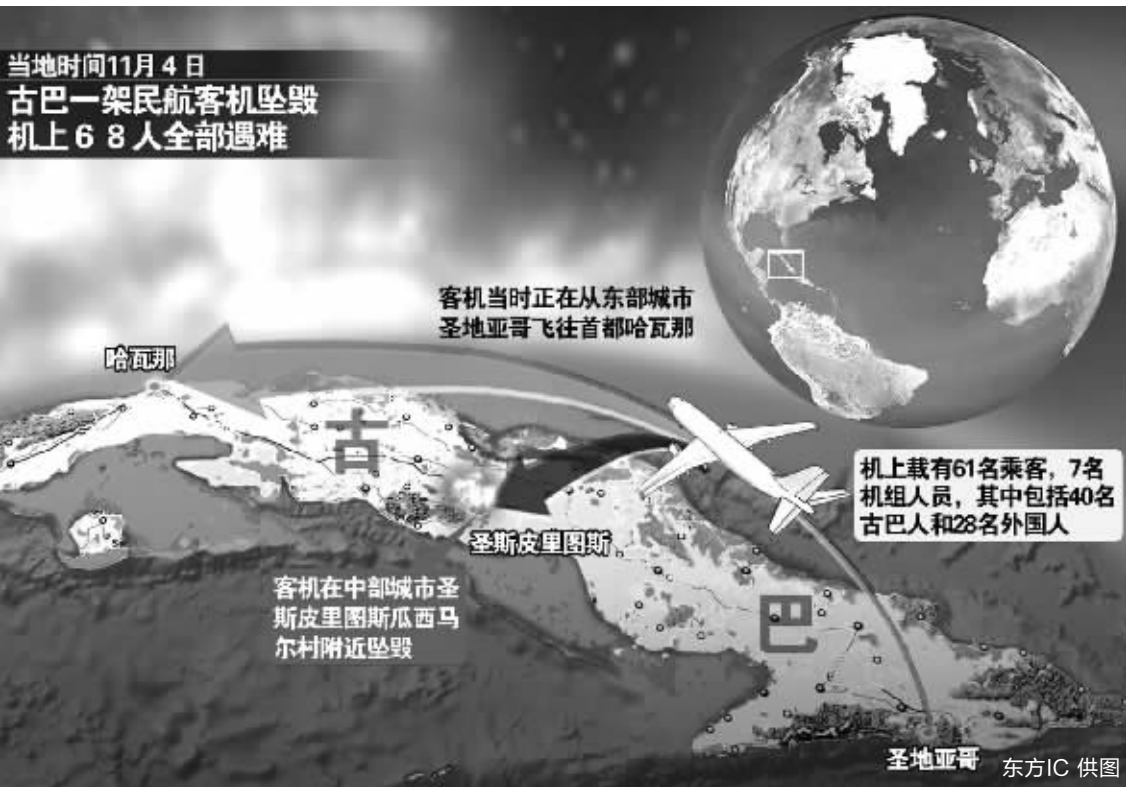 当地时间11月4日
古巴一架民航客机坠毁
机上68人全部遇难
客机当时正在从东部城市
圣地亚哥飞往首都哈瓦那
哈瓦那
古
机上载有61名乘客，7名
机组人员，其中包括40名
古巴人和28名外国人
圣斯皮里图斯
客机在中部城市圣
斯皮里图斯瓜西马
尔村附近坠毁
巴
圣地亚哥
东方IC 供图